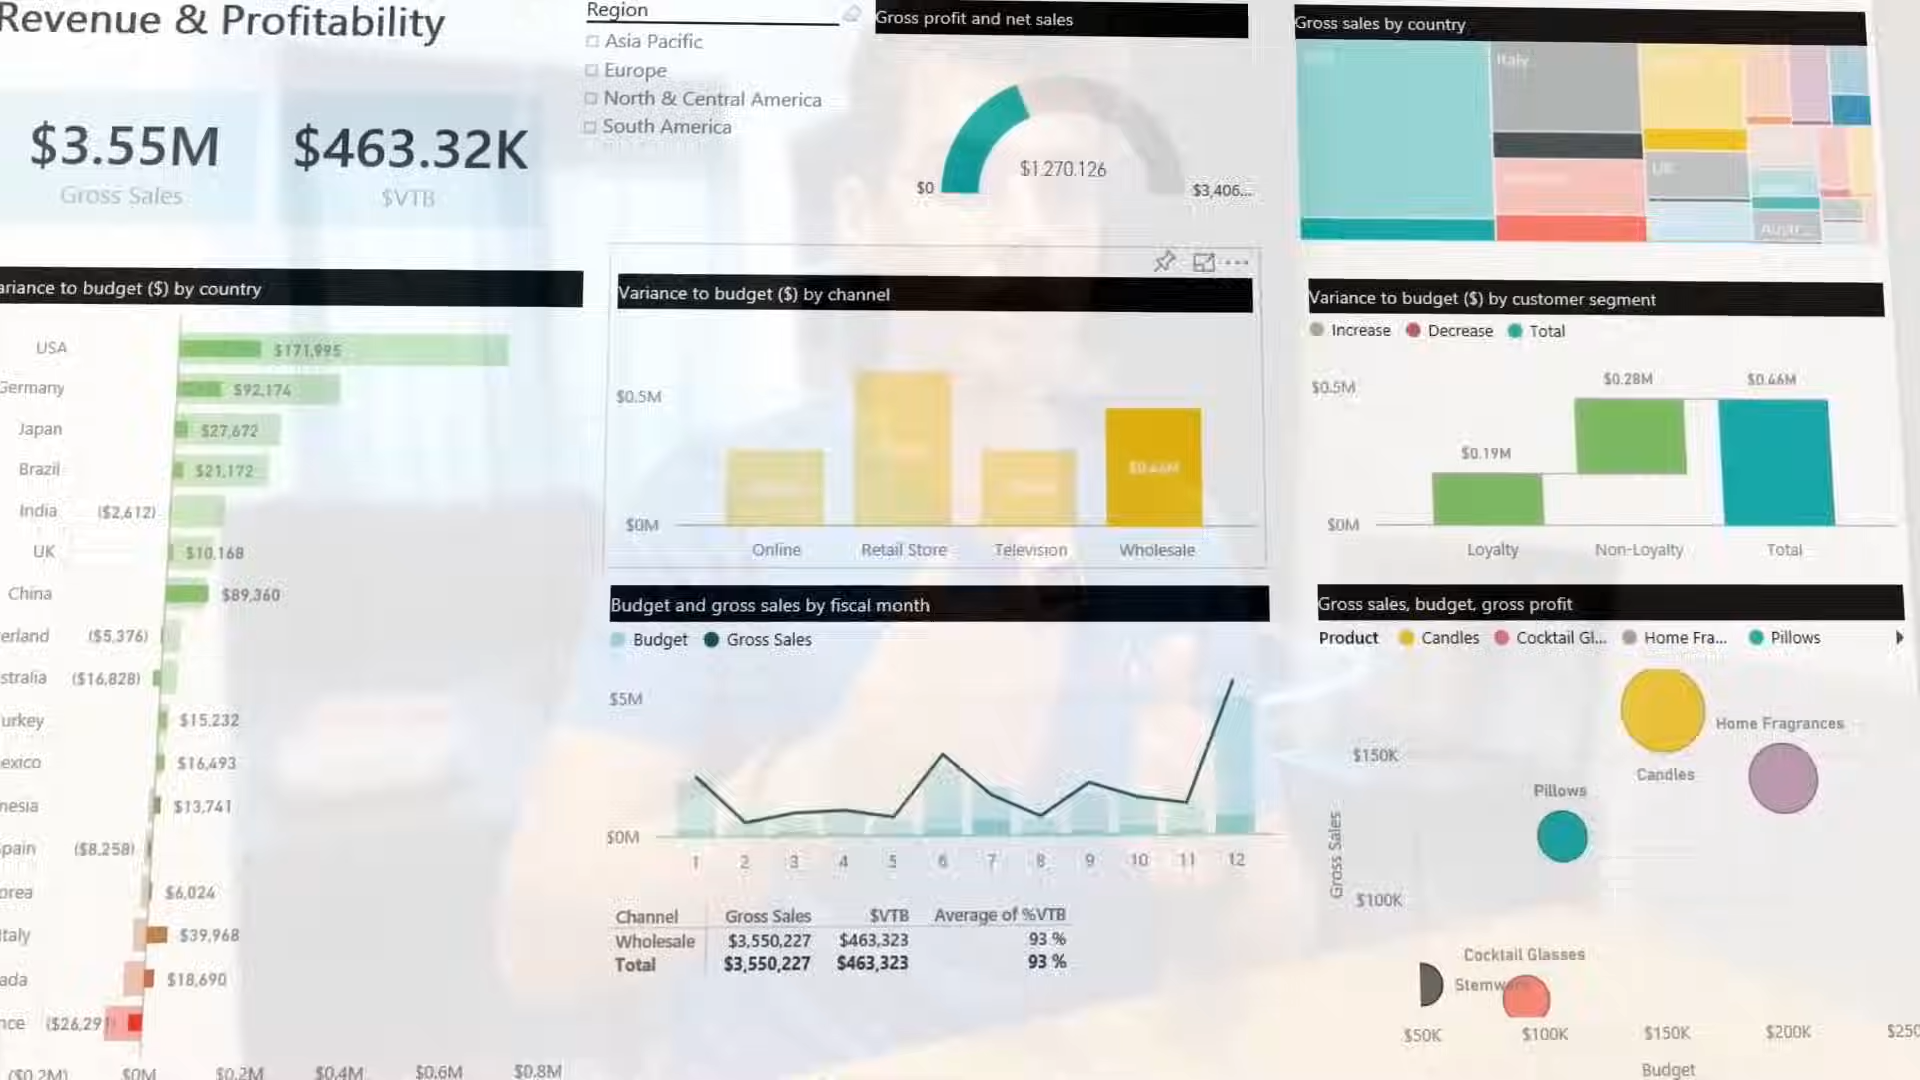 Revenue & Profitability
$3.55M
Gross Sales
$463.32K
$VTB
Region
Asia Pacific
Europe
North & Central America
South America
Gross profit and net sales
$1.270.126
$0
$3,406...
Gross sales by country
Italy
UK
Austr...
ariance to budget ($) by country
USA $171,995
Germany $92,174
Japan $27,672
Brazil $21,172
India ($2,612)
UK $10,168
China $89,360
erland ($5,376)
stralia ($16,828)
urkey $15,232
exico $16,493
nesia $13,741
pain ($8,258)
orea $6,024
Italy $39,968
ada $18,690
nce ($26,291
($0.2M) $0M $0.2M $0.4M $0.6M $0.8M
Variance to budget ($) by channel
$0.5M
$0.46M
$0M
Online Retail Store Television Wholesale
Variance to budget ($) by customer segment
Increase Decrease Total
$0.5M
$0.28M $0.46M
$0.19M
$0M
Loyalty Non-Loyalty Total
Budget and gross sales by fiscal month
Budget Gross Sales
$5M
$0M
1 2 3 4 5 6 7 8 9 10 11 12
Channel Gross Sales $VTB Average of %VTB
Wholesale $3,550,227 $463,323 93 %
Total $3,550,227 $463,323 93 %
Gross sales, budget, gross profit
Product Candles Cocktail Gl... Home Fra... Pillows
Home Fragrances
$150K
Candles
Pillows
Gross Sales
$100K
Cocktail Glasses
Stemw
$50K $100K $150K $200K $250
Budget